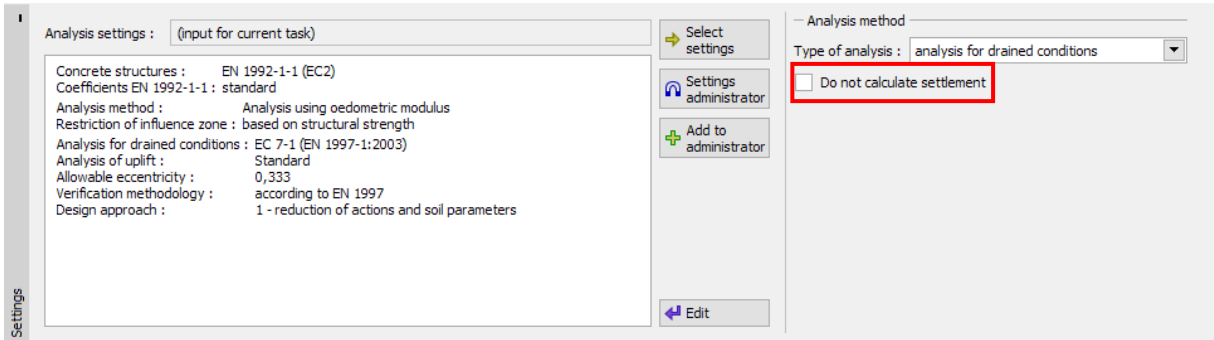 Analysis settings : (input for current task)
Concrete structures : EN 1992-1-1 (EC2)
Coefficients EN 1992-1-1 : standard
Analysis method : Analysis using oedometric modulus
Restriction of influence zone : based on structural strength
Analysis for drained conditions : EC 7-1 (EN 1997-1:2003)
Analysis of uplift : Standard
Allowable eccentricity : 0,333
Verification methodology : according to EN 1997
Design approach : 1 - reduction of actions and soil parameters
Select
settings
Settings
administrator
Add to
administrator
Edit
Analysis method
Type of analysis : analysis for drained conditions
Do not calculate settlement
Settings